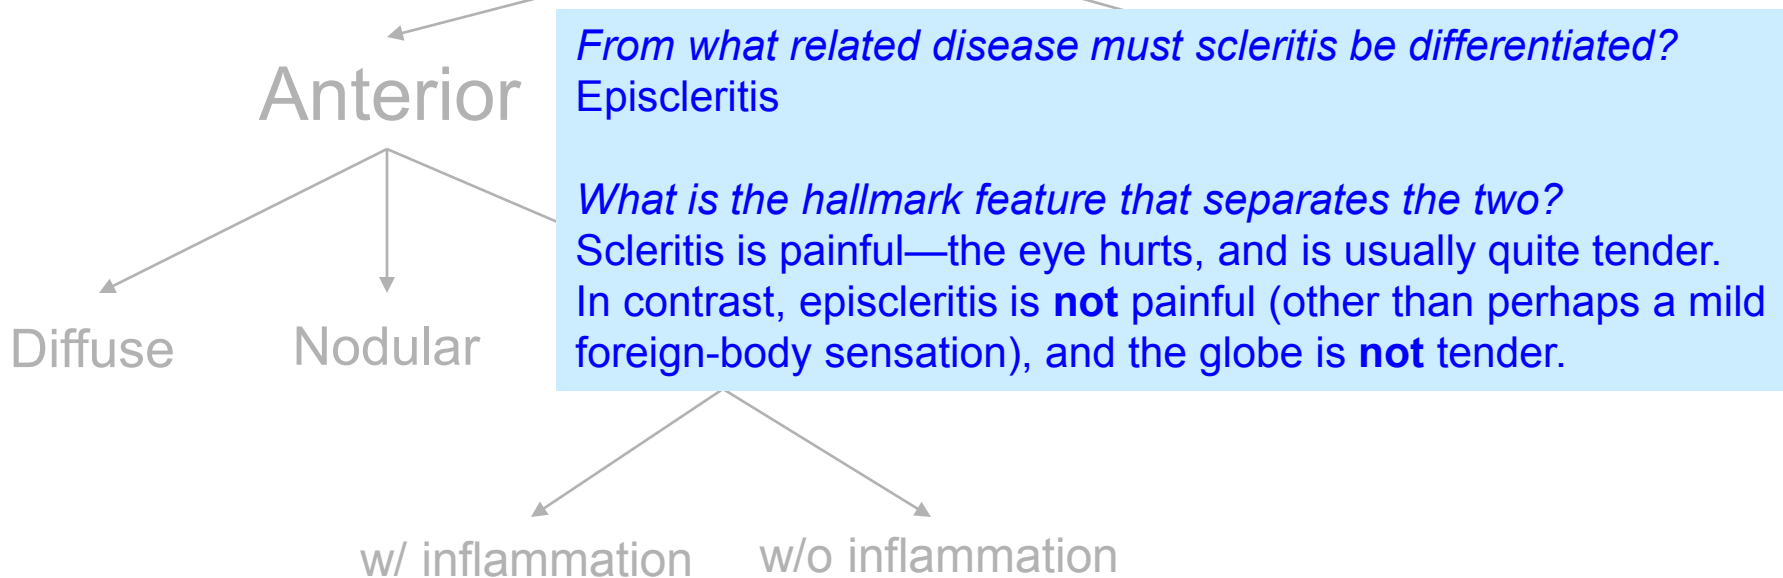 Anterior
From what related disease must scleritis be differentiated?
Episcleritis
What is the hallmark feature that separates the two?
Scleritis is painful—the eye hurts, and is usually quite tender.
In contrast, episcleritis is not painful (other than perhaps a mild
foreign-body sensation), and the globe is not tender.
Diffuse
Nodular
w/ inflammation
w/o inflammation